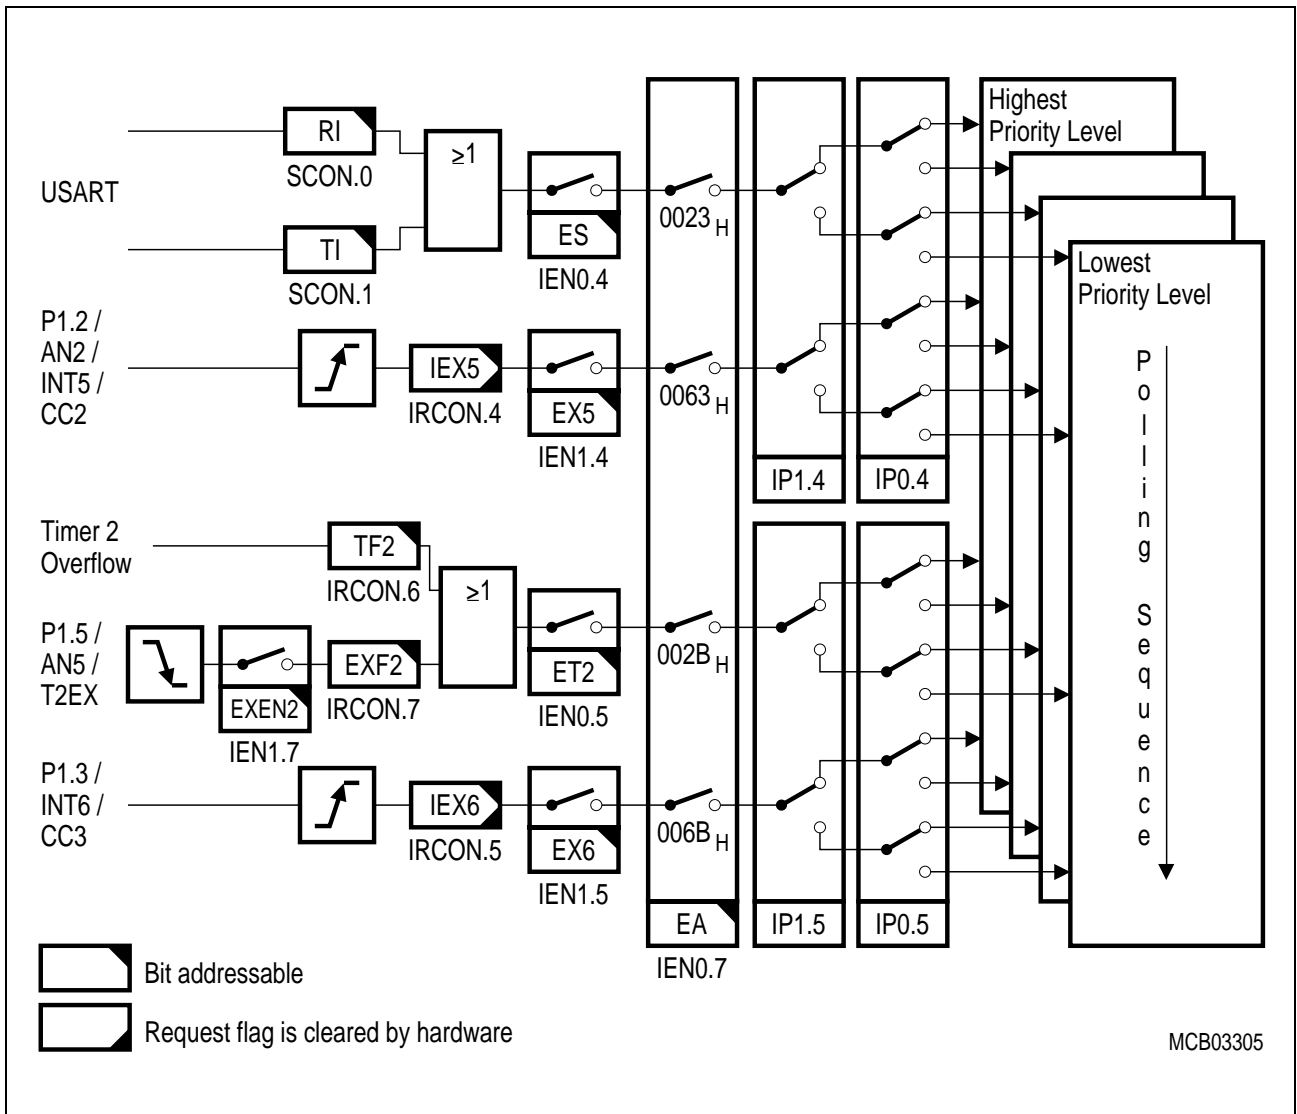 USART
RI
SCON.0
TI
SCON.1
≥1
ES
IEN0.4
0023 H
P1.2 /
AN2 /
INT5 /
CC2
IEX5
IRCON.4
EX5
IEN1.4
0063 H
IP1.4
IP0.4
Timer 2
Overflow
TF2
IRCON.6
P1.5 /
AN5 /
T2EX
EXEN2
IEN1.7
EXF2
IRCON.7
≥1
ET2
IEN0.5
002B H
P1.3 /
INT6 /
CC3
IEX6
IRCON.5
EX6
IEN1.5
006B H
EA
IEN0.7
IP1.5
IP0.5
Highest
Priority Level
Lowest
Priority Level
Polling Sequence
Bit addressable
Request flag is cleared by hardware
MCB03305